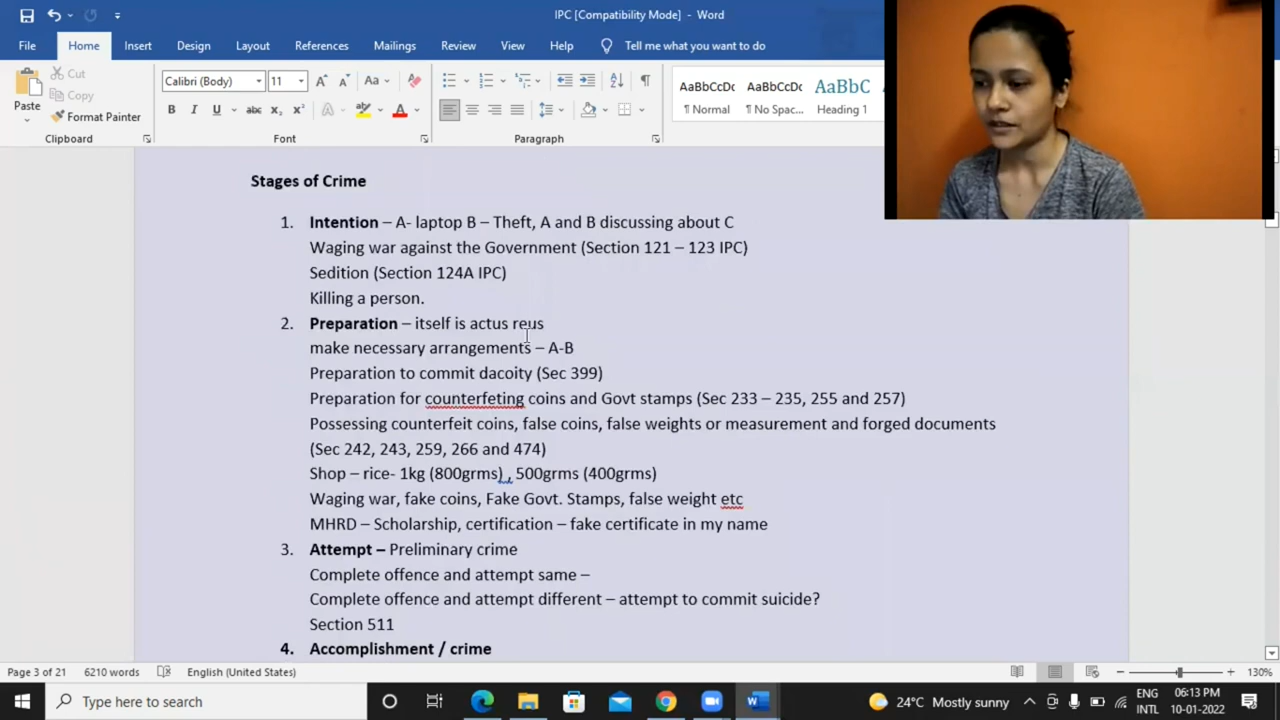 IPC [Compatibility Mode] - Word
File Home Insert Design Layout References Mailings Review View Help Tell me what you want to do
Paste
Cut
Copy
Format Painter
Clipboard
Calibri (Body) 11
Font
Paragraph
AaBbCcDc AaBbCcDc AaBbCc
¶ Normal ¶ No Spac... Heading 1
Stages of Crime
1. Intention – A- laptop B – Theft, A and B discussing about C
Waging war against the Government (Section 121 – 123 IPC)
Sedition (Section 124A IPC)
Killing a person.
2. Preparation – itself is actus reus
make necessary arrangements – A-B
Preparation to commit dacoity (Sec 399)
Preparation for counterfeting coins and Govt stamps (Sec 233 – 235, 255 and 257)
Possessing counterfeit coins, false coins, false weights or measurement and forged documents
(Sec 242, 243, 259, 266 and 474)
Shop – rice- 1kg (800grms) , 500grms (400grms)
Waging war, fake coins, Fake Govt. Stamps, false weight etc
MHRD – Scholarship, certification – fake certificate in my name
3. Attempt – Preliminary crime
Complete offence and attempt same –
Complete offence and attempt different – attempt to commit suicide?
Section 511
4. Accomplishment / crime
Page 3 of 21 6210 words English (United States) 130%
Type here to search
24°C Mostly sunny
ENG
INTL
06:13 PM
10-01-2022